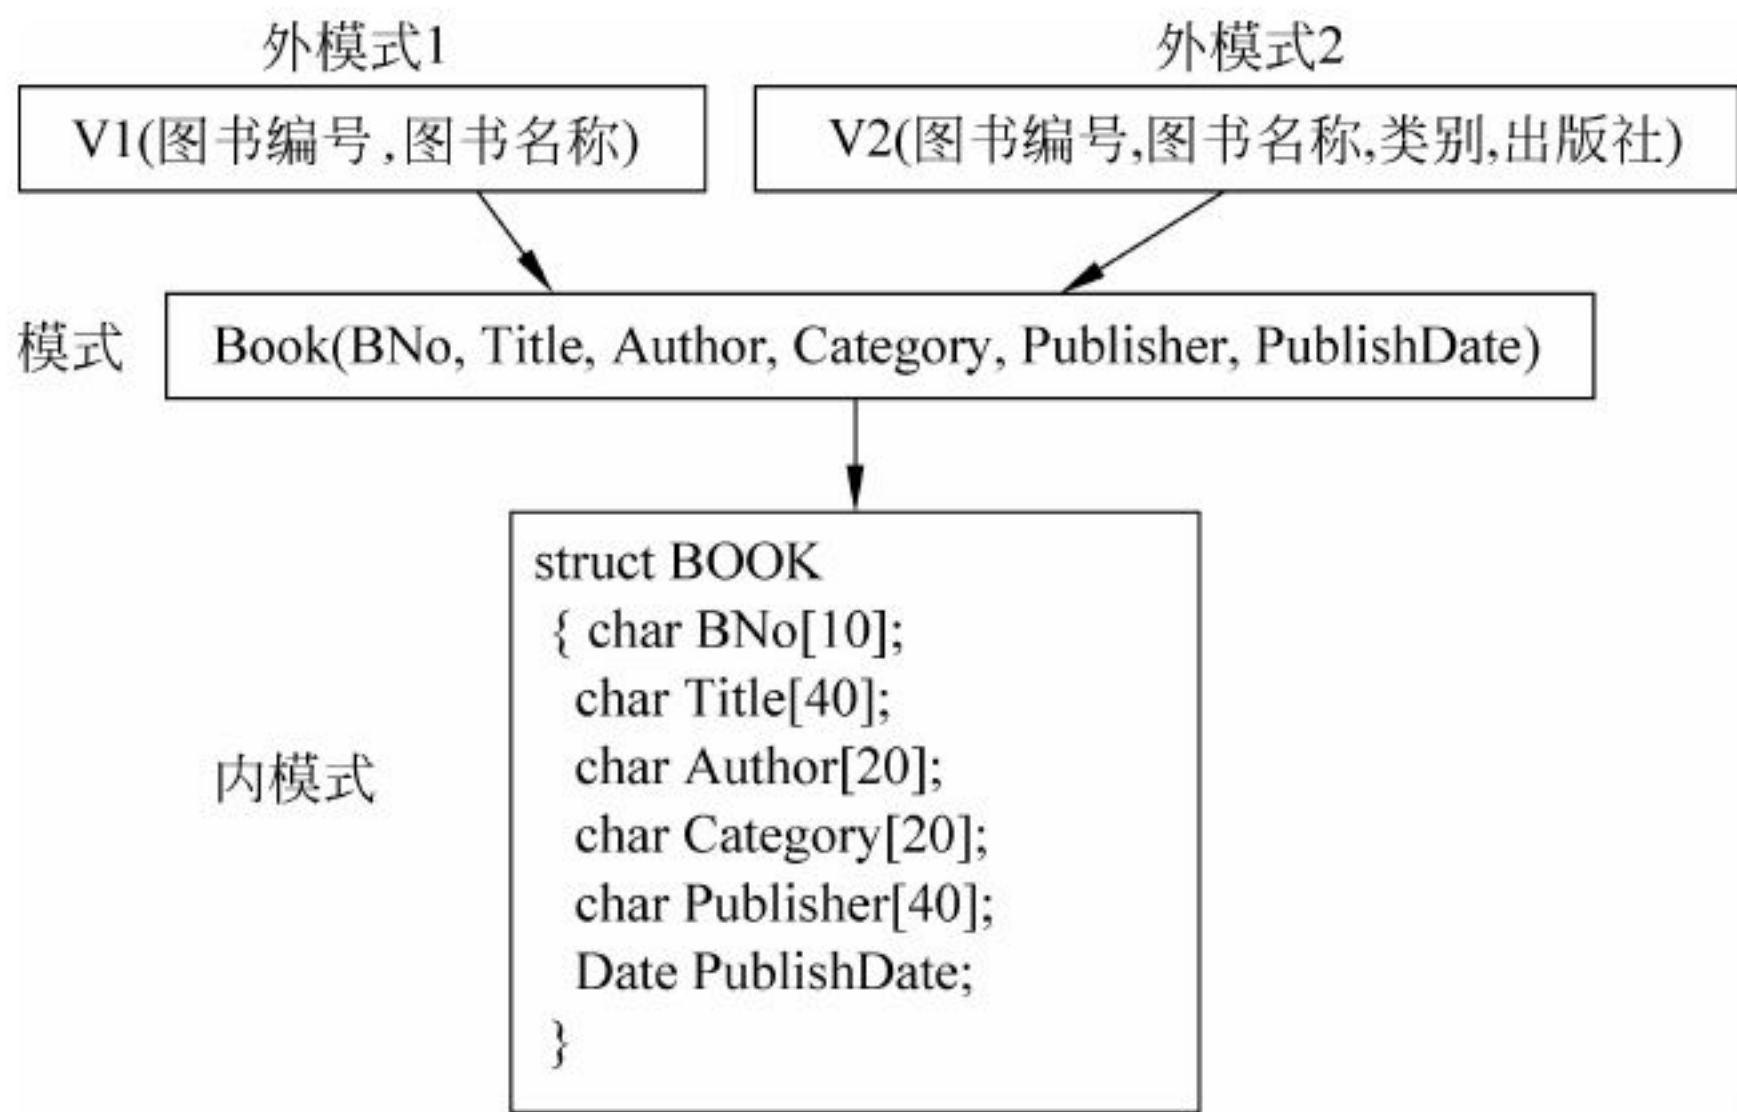 外模式1
外模式2
V1(图书编号,图书名称)
V2(图书编号,图书名称,类别,出版社)
模式
Book(BNo, Title, Author, Category, Publisher, PublishDate)
内模式
struct BOOK
{ char BNo[10];
char Title[40];
char Author[20];
char Category[20];
char Publisher[40];
Date PublishDate;
}